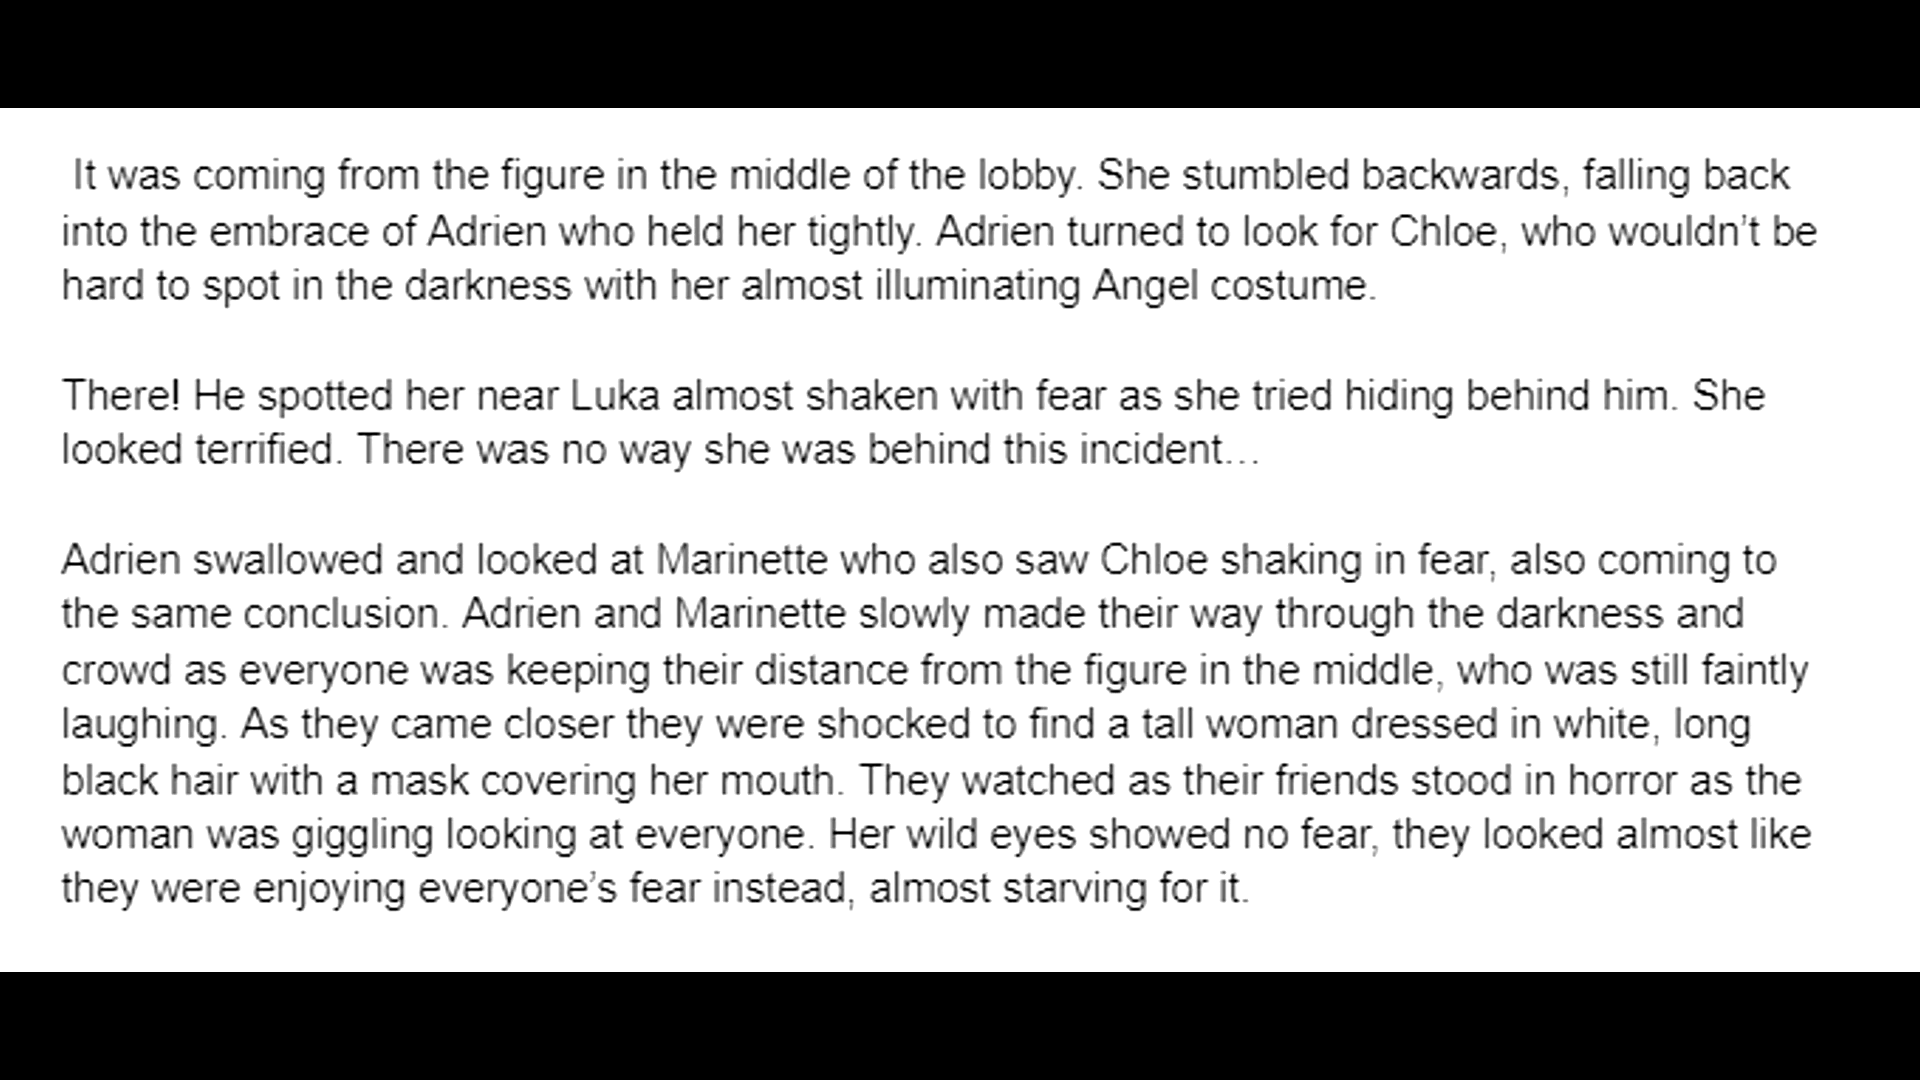 It was coming from the figure in the middle of the lobby. She stumbled backwards, falling back
into the embrace of Adrien who held her tightly. Adrien turned to look for Chloe, who wouldn’t be
hard to spot in the darkness with her almost illuminating Angel costume.
There! He spotted her near Luka almost shaken with fear as she tried hiding behind him. She
looked terrified. There was no way she was behind this incident…
Adrien swallowed and looked at Marinette who also saw Chloe shaking in fear, also coming to
the same conclusion. Adrien and Marinette slowly made their way through the darkness and
crowd as everyone was keeping their distance from the figure in the middle, who was still faintly
laughing. As they came closer they were shocked to find a tall woman dressed in white, long
black hair with a mask covering her mouth. They watched as their friends stood in horror as the
woman was giggling looking at everyone. Her wild eyes showed no fear, they looked almost like
they were enjoying everyone’s fear instead, almost starving for it.